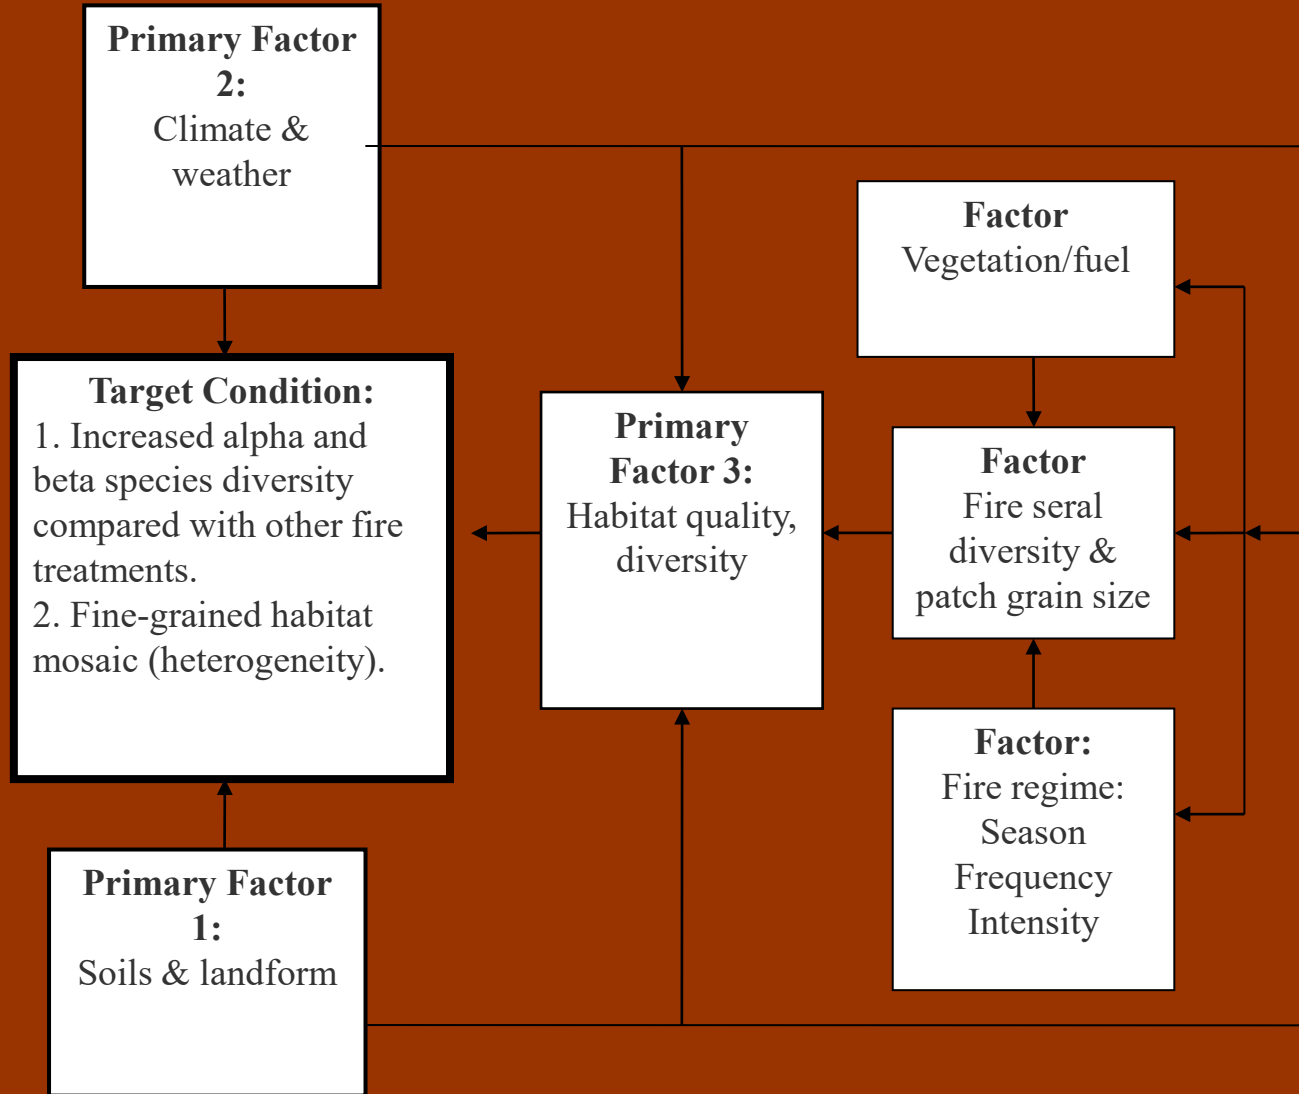 Primary Factor
2:
Climate &
weather
Factor
Vegetation/fuel
Target Condition:
1. Increased alpha and
beta species diversity
compared with other fire
treatments.
2. Fine-grained habitat
mosaic (heterogeneity).
Primary
Factor 3:
Habitat quality,
diversity
Factor
Fire seral
diversity &
patch grain size
Factor:
Fire regime:
Season
Frequency
Intensity
Primary Factor
1:
Soils & landform